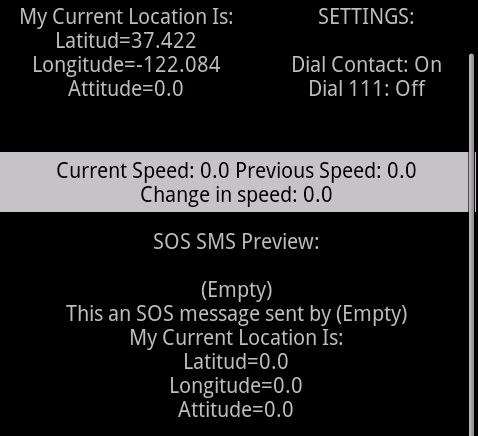 My Current Location Is:
Latitud=37.422
Longitude=-122.084
Attitude=0.0
SETTINGS:
Dial Contact: On
Dial 111: Off
Current Speed: 0.0 Previous Speed: 0.0
Change in speed: 0.0
SOS SMS Preview:
(Empty)
This an SOS message sent by (Empty)
My Current Location Is:
Latitud=0.0
Longitude=0.0
Attitude=0.0